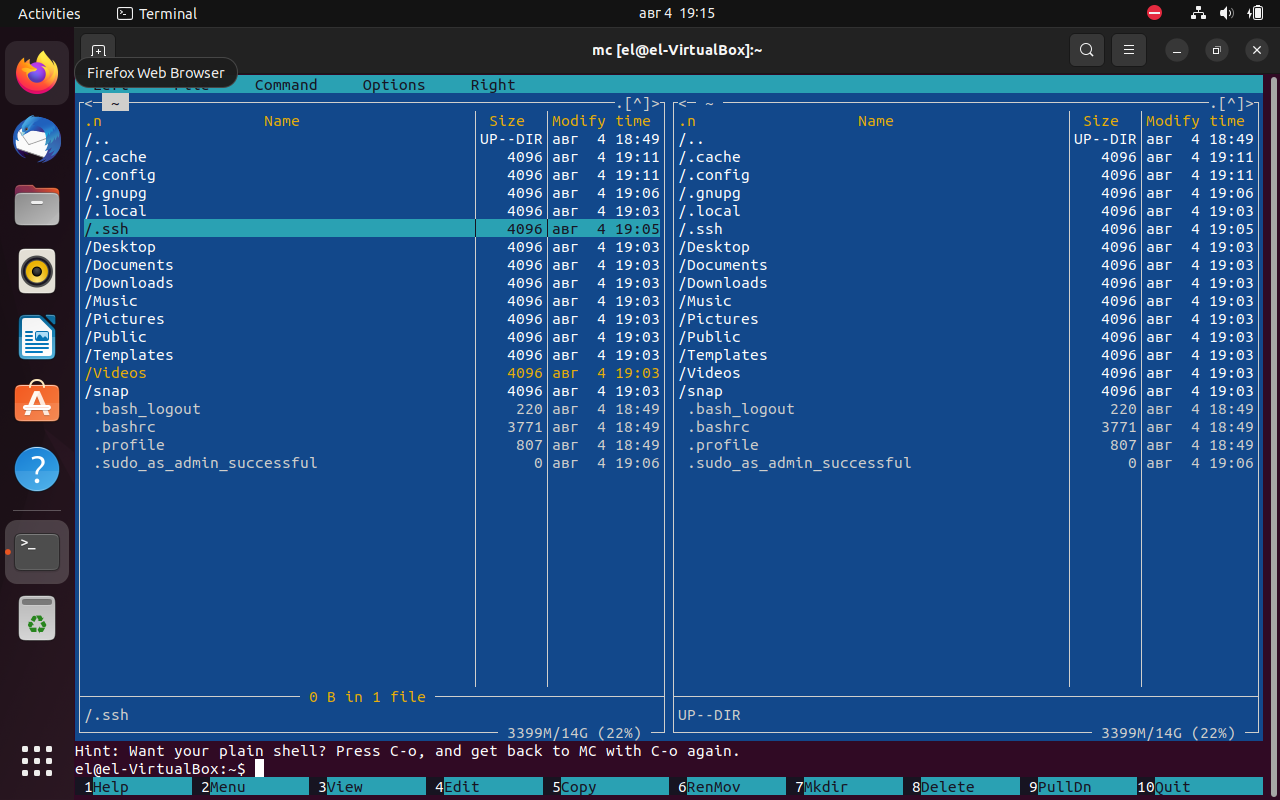 Activities Terminal авг 4 19:15
mc [el@el-VirtualBox]:~
Firefox Web Browser
Left File Command Options Right
<─ ~ .[^]> <─ ~ .[^]>
.n Name Size Modify time .n Name Size Modify time
/.. UP--DIR авг 4 18:49 /.. UP--DIR авг 4 18:49
/.cache 4096 авг 4 19:11 /.cache 4096 авг 4 19:11
/.config 4096 авг 4 19:11 /.config 4096 авг 4 19:11
/.gnupg 4096 авг 4 19:06 /.gnupg 4096 авг 4 19:06
/.local 4096 авг 4 19:03 /.local 4096 авг 4 19:03
/.ssh 4096 авг 4 19:05 /.ssh 4096 авг 4 19:05
/Desktop 4096 авг 4 19:03 /Desktop 4096 авг 4 19:03
/Documents 4096 авг 4 19:03 /Documents 4096 авг 4 19:03
/Downloads 4096 авг 4 19:03 /Downloads 4096 авг 4 19:03
/Music 4096 авг 4 19:03 /Music 4096 авг 4 19:03
/Pictures 4096 авг 4 19:03 /Pictures 4096 авг 4 19:03
/Public 4096 авг 4 19:03 /Public 4096 авг 4 19:03
/Templates 4096 авг 4 19:03 /Templates 4096 авг 4 19:03
/Videos 4096 авг 4 19:03 /Videos 4096 авг 4 19:03
/snap 4096 авг 4 19:03 /snap 4096 авг 4 19:03
.bash_logout 220 авг 4 18:49 .bash_logout 220 авг 4 18:49
.bashrc 3771 авг 4 18:49 .bashrc 3771 авг 4 18:49
.profile 807 авг 4 18:49 .profile 807 авг 4 18:49
.sudo_as_admin_successful 0 авг 4 19:06 .sudo_as_admin_successful 0 авг 4 19:06
0 B in 1 file
/.ssh UP--DIR
3399M/14G (22%) 3399M/14G (22%)
Hint: Want your plain shell? Press C-o, and get back to MC with C-o again.
el@el-VirtualBox:~$
1Help 2Menu 3View 4Edit 5Copy 6RenMov 7Mkdir 8Delete 9PullDn 10Quit